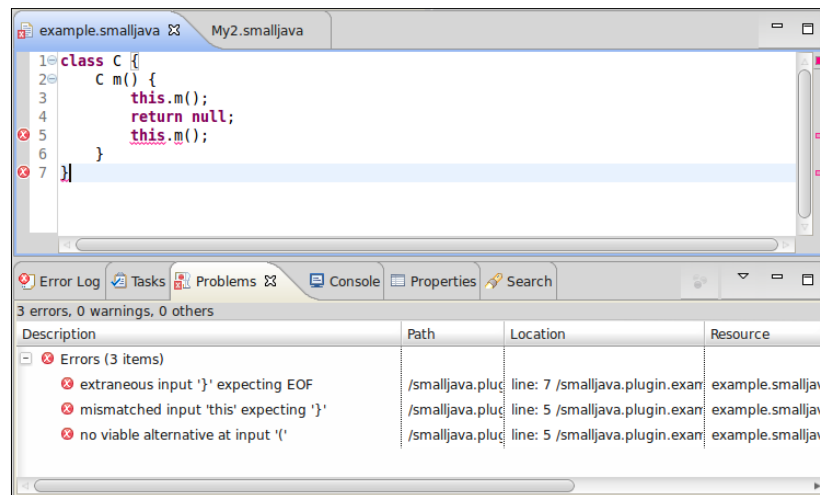 example.smalljava My2.smalljava
1 class C {
2 C m() {
3 this.m();
4 return null;
5 this.m();
6 }
7 }
Error Log Tasks Problems Console Properties Search
3 errors, 0 warnings, 0 others
Description Path Location Resource
Errors (3 items)
extraneous input '}' expecting EOF /smalljava.plug line: 7 /smalljava.plugin.exam example.smalljav
mismatched input 'this' expecting '}' /smalljava.plug line: 5 /smalljava.plugin.exam example.smalljav
no viable alternative at input '(' /smalljava.plug line: 5 /smalljava.plugin.exam example.smalljav